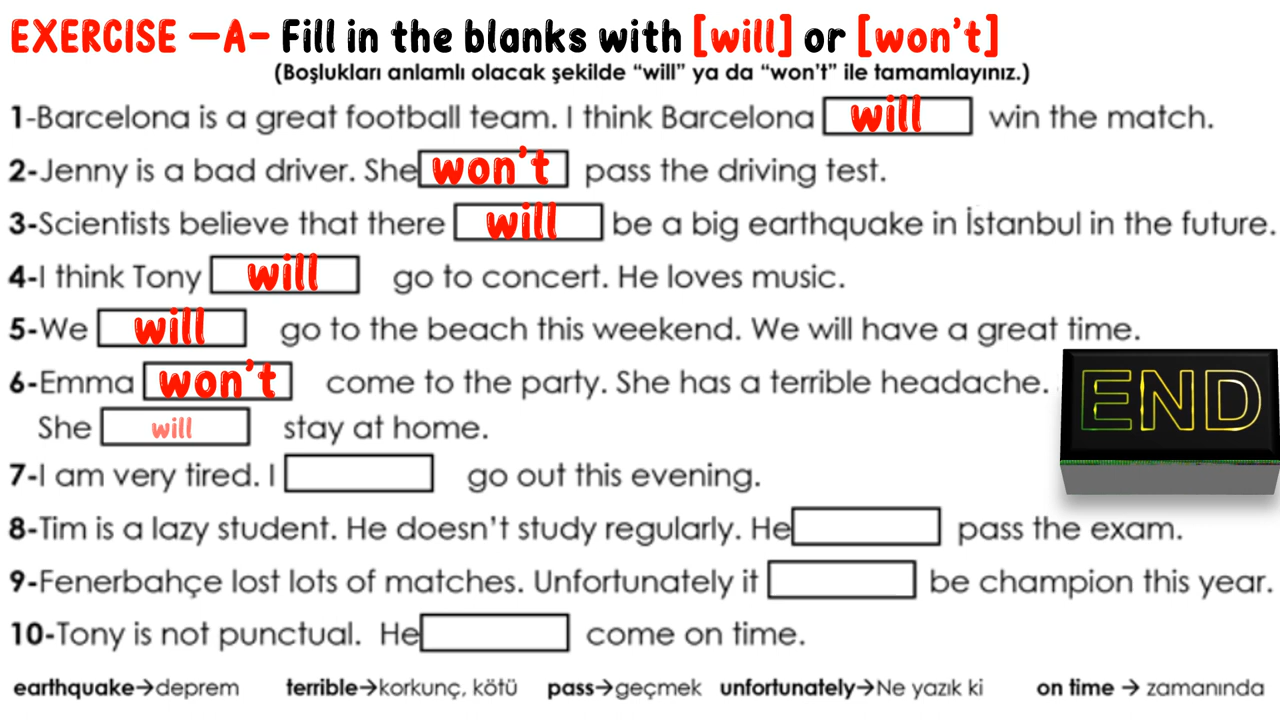 EXERCISE –A- Fill in the blanks with [will] or [won't]
(Boşlukları anlamlı olacak şekilde “will” ya da “won't” ile tamamlayınız.)
1-Barcelona is a great football team. I think Barcelona will win the match.
2-Jenny is a bad driver. She won't pass the driving test.
3-Scientists believe that there will be a big earthquake in İstanbul in the future.
4-I think Tony will go to concert. He loves music.
5-We will go to the beach this weekend. We will have a great time.
6-Emma won't come to the party. She has a terrible headache.
She will stay at home.
END
7-I am very tired. I go out this evening.
8-Tim is a lazy student. He doesn't study regularly. He pass the exam.
9-Fenerbahçe lost lots of matches. Unfortunately it be champion this year.
10-Tony is not punctual. He come on time.
earthquake→deprem terrible→korkunç, kötü pass→geçmek unfortunately→Ne yazık ki on time → zamanında